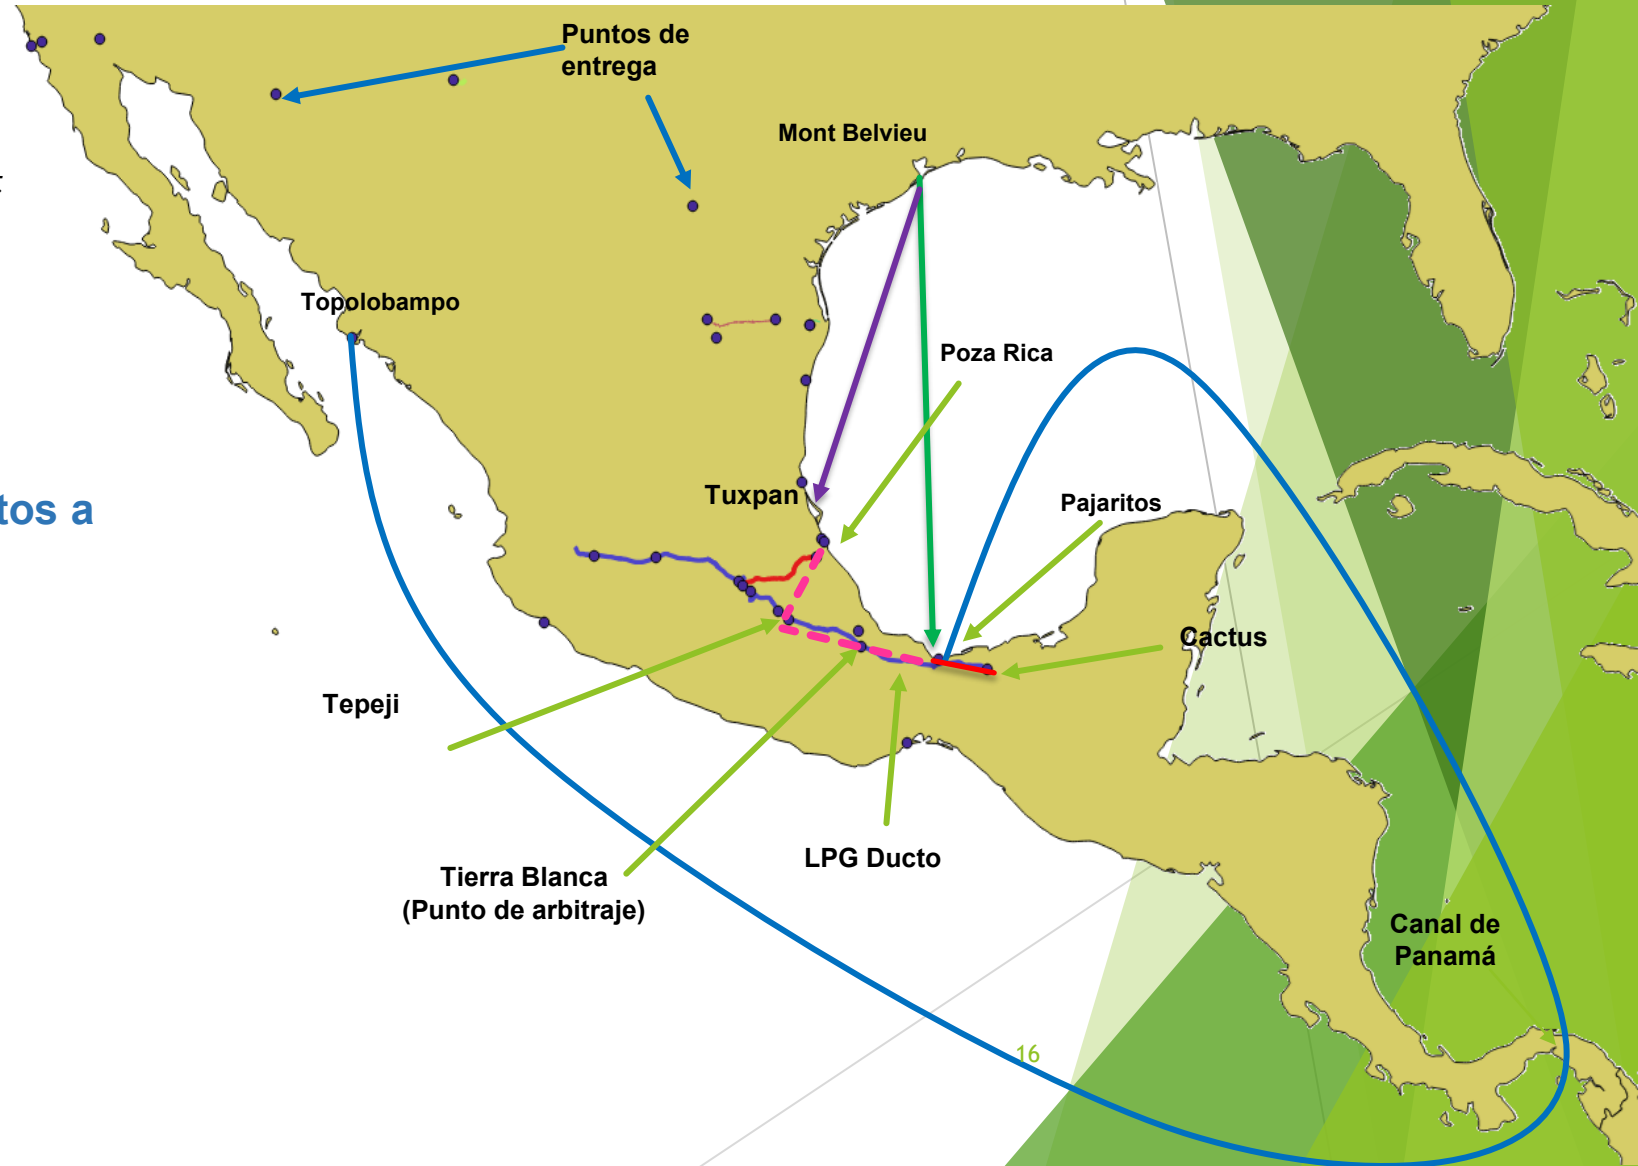 Puntos de
entrega
Mont Belvieu
Topolobampo
Poza Rica
Tuxpan
Pajaritos
tos a
Cactus
Tepeji
LPG Ducto
Tierra Blanca
(Punto de arbitraje)
Canal de
Panamá
16